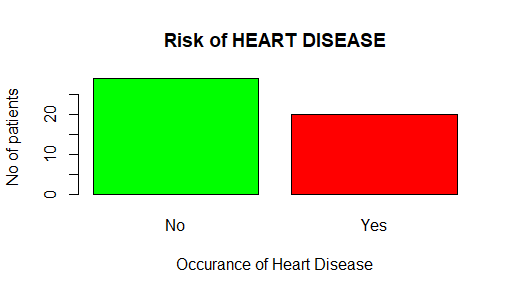 Risk of HEART DISEASE
No of patients
20
10
0
No Yes
Occurance of Heart Disease